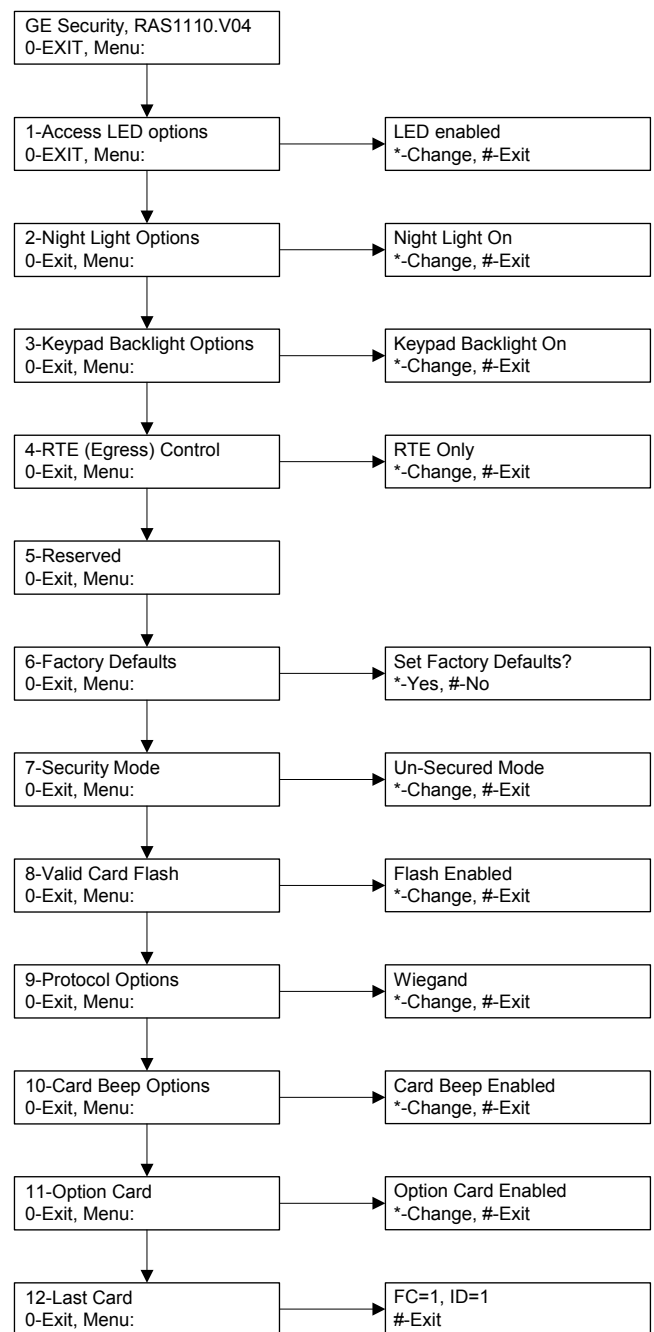 GE Security, RAS1110.V04
0-EXIT, Menu:
1-Access LED options
0-EXIT, Menu:
LED enabled
*-Change, #-Exit
2-Night Light Options
0-Exit, Menu:
Night Light On
*-Change, #-Exit
3-Keypad Backlight Options
0-Exit, Menu:
Keypad Backlight On
*-Change, #-Exit
4-RTE (Egress) Control
0-Exit, Menu:
RTE Only
*-Change, #-Exit
5-Reserved
0-Exit, Menu:
6-Factory Defaults
0-Exit, Menu:
Set Factory Defaults?
*-Yes, #-No
7-Security Mode
0-Exit, Menu:
Un-Secured Mode
*-Change, #-Exit
8-Valid Card Flash
0-Exit, Menu:
Flash Enabled
*-Change, #-Exit
9-Protocol Options
0-Exit, Menu:
Wiegand
*-Change, #-Exit
10-Card Beep Options
0-Exit, Menu:
Card Beep Enabled
*-Change, #-Exit
11-Option Card
0-Exit, Menu:
Option Card Enabled
*-Change, #-Exit
12-Last Card
0-Exit, Menu:
FC=1, ID=1
#-Exit